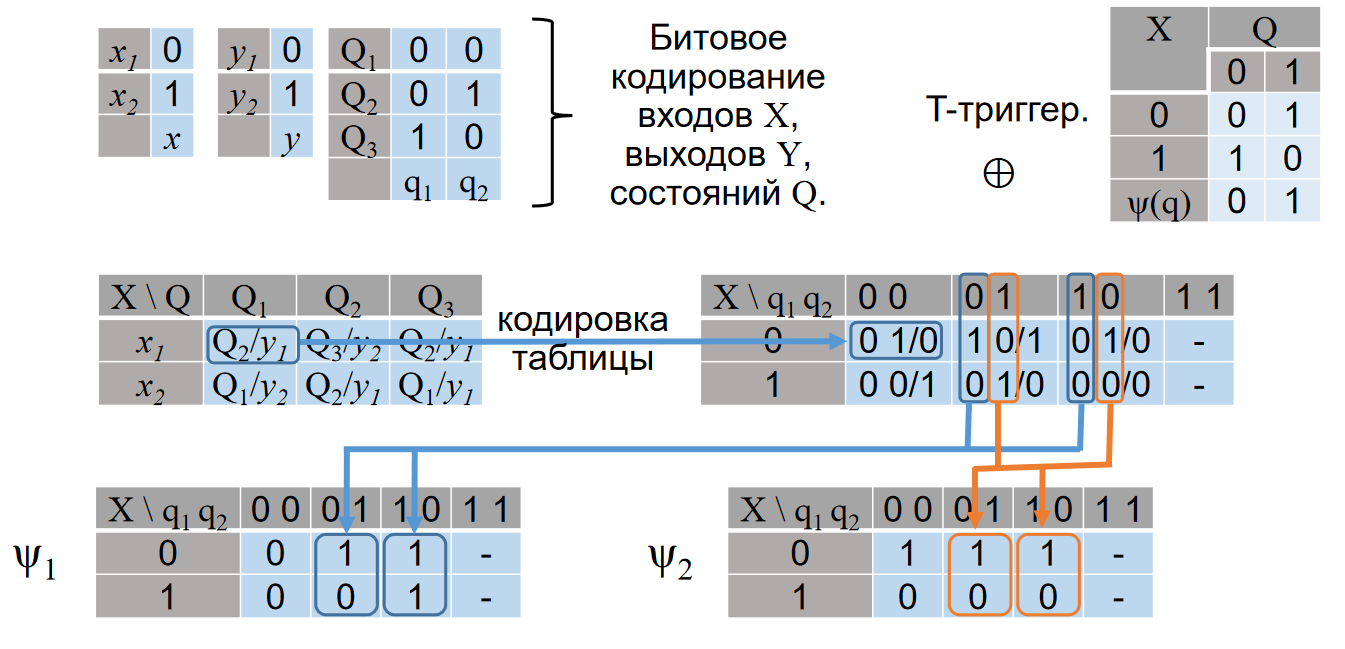 x1 0
x2 1
x
y1 0
y2 1
y
Q1 0 0
Q2 0 1
Q3 1 0
q1 q2
Битовое
кодирование
входов X,
выходов Y,
состояний Q.
Т-триггер.
⊕
X Q
0 1
0 0 1
1 1 0
ψ(q) 0 1
X \ Q Q1 Q2 Q3
x1 Q2/y1 Q3/y2 Q2/y1
x2 Q1/y2 Q2/y1 Q1/y1
кодировка
таблицы
X \ q1 q2 0 0 0 1 1 0 1 1
0 0 1/0 1 0/1 0 1/0 -
1 0 0/1 0 1/0 0 0/0 -
ψ1
X \ q1 q2 0 0 0 1 1 0 1 1
0 0 1 1 -
1 0 0 1 -
ψ2
X \ q1 q2 0 0 0 1 1 0 1 1
0 1 1 1 -
1 0 0 0 -